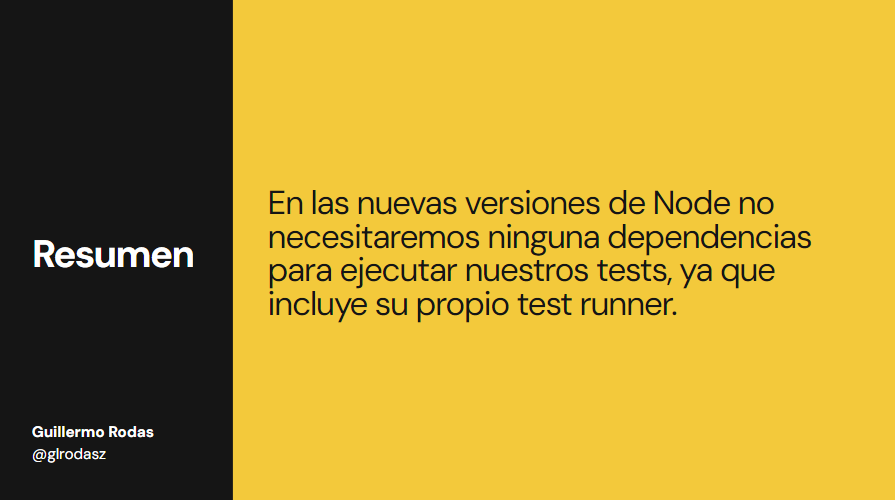 Resumen
Guillermo Rodas
@glrodasz
En las nuevas versiones de Node no
necesitaremos ninguna dependencias
para ejecutar nuestros tests, ya que
incluye su propio test runner.